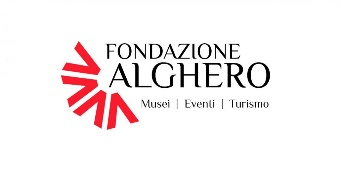 FONDAZIONE
ALGHERO
Musei | Eventi | Turismo